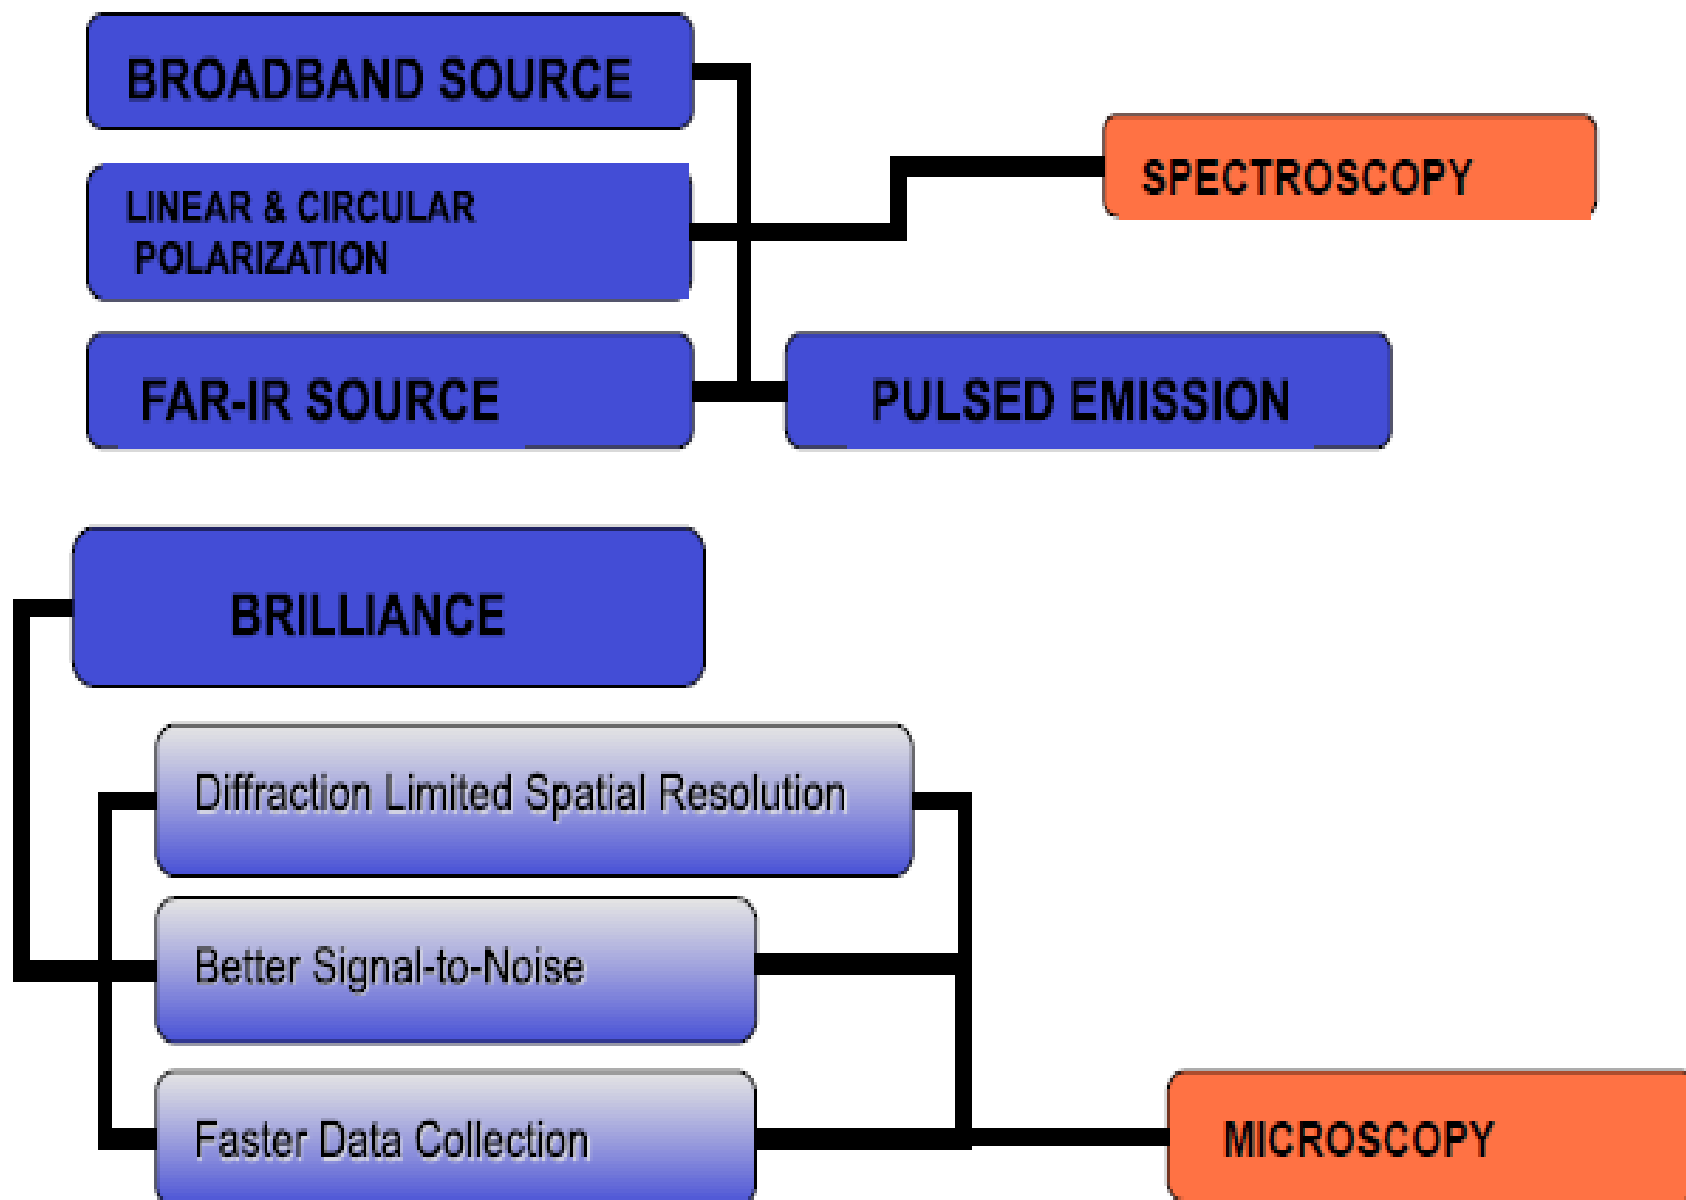 BROADBAND SOURCE
LINEAR & CIRCULAR
POLARIZATION
SPECTROSCOPY
FAR-IR SOURCE
PULSED EMISSION
BRILLIANCE
Diffraction Limited Spatial Resolution
Better Signal-to-Noise
Faster Data Collection
MICROSCOPY